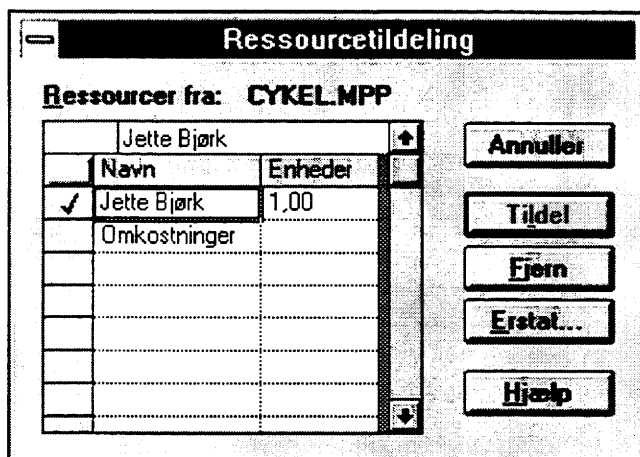 Ressourcetildeling
Ressourcer fra: CYKEL.MPP
Jette Bjørk
Navn Enheder
Jette Bjørk 1,00
Omkostninger
Annuller
Tildel
Fjern
Erstat...
Hjælp